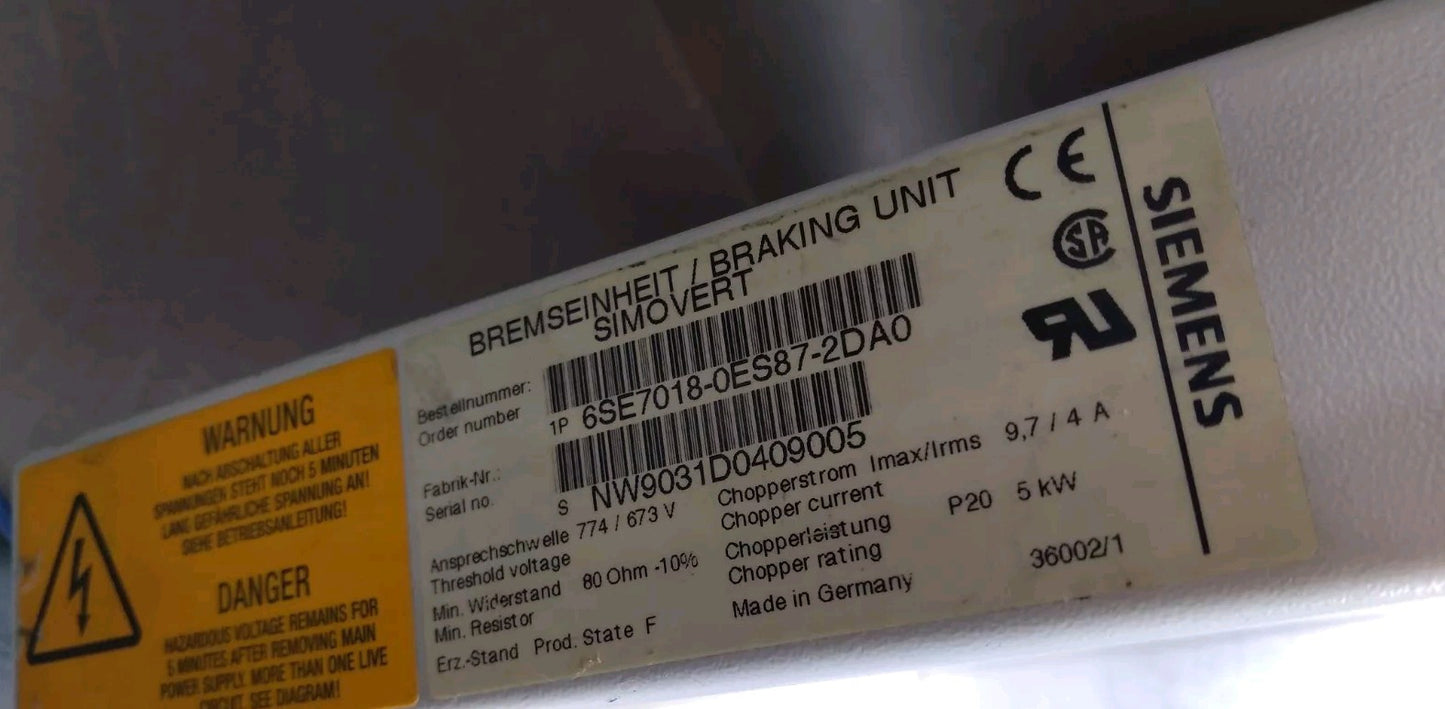 WARNUNG
NACH ABSCHALTUNG ALLER
SPANNUNGEN STEHT NOCH 5 MINUTEN
LANG GEFÄHRLICHE SPANNUNG AN!
SIEHE BETRIEBSANLEITUNG!
DANGER
HAZARDOUS VOLTAGE REMAINS FOR
5 MINUTES AFTER REMOVING MAIN
POWER SUPPLY. MORE THAN ONE LIVE
CIRCUIT. SEE DIAGRAM!
BREMSEINHEIT / BRAKING UNIT
SIMOVERT
Bestellnummer:
Order number
1P 6SE7018-0ES87-2DA0
Fabrik-Nr.:
Serial no.
S NW9031D0409005
Ansprechschwelle 774 / 673 V
Threshold voltage
Min. Widerstand 80 Ohm -10%
Min. Resistor
Erz.-Stand Prod. State F
Chopperstrom Imax/Irms 9,7 / 4 A
Chopper current
Chopperleistung P20 5 kW
Chopper rating
Made in Germany 36002/1
CE
SA
RU
SIEMENS